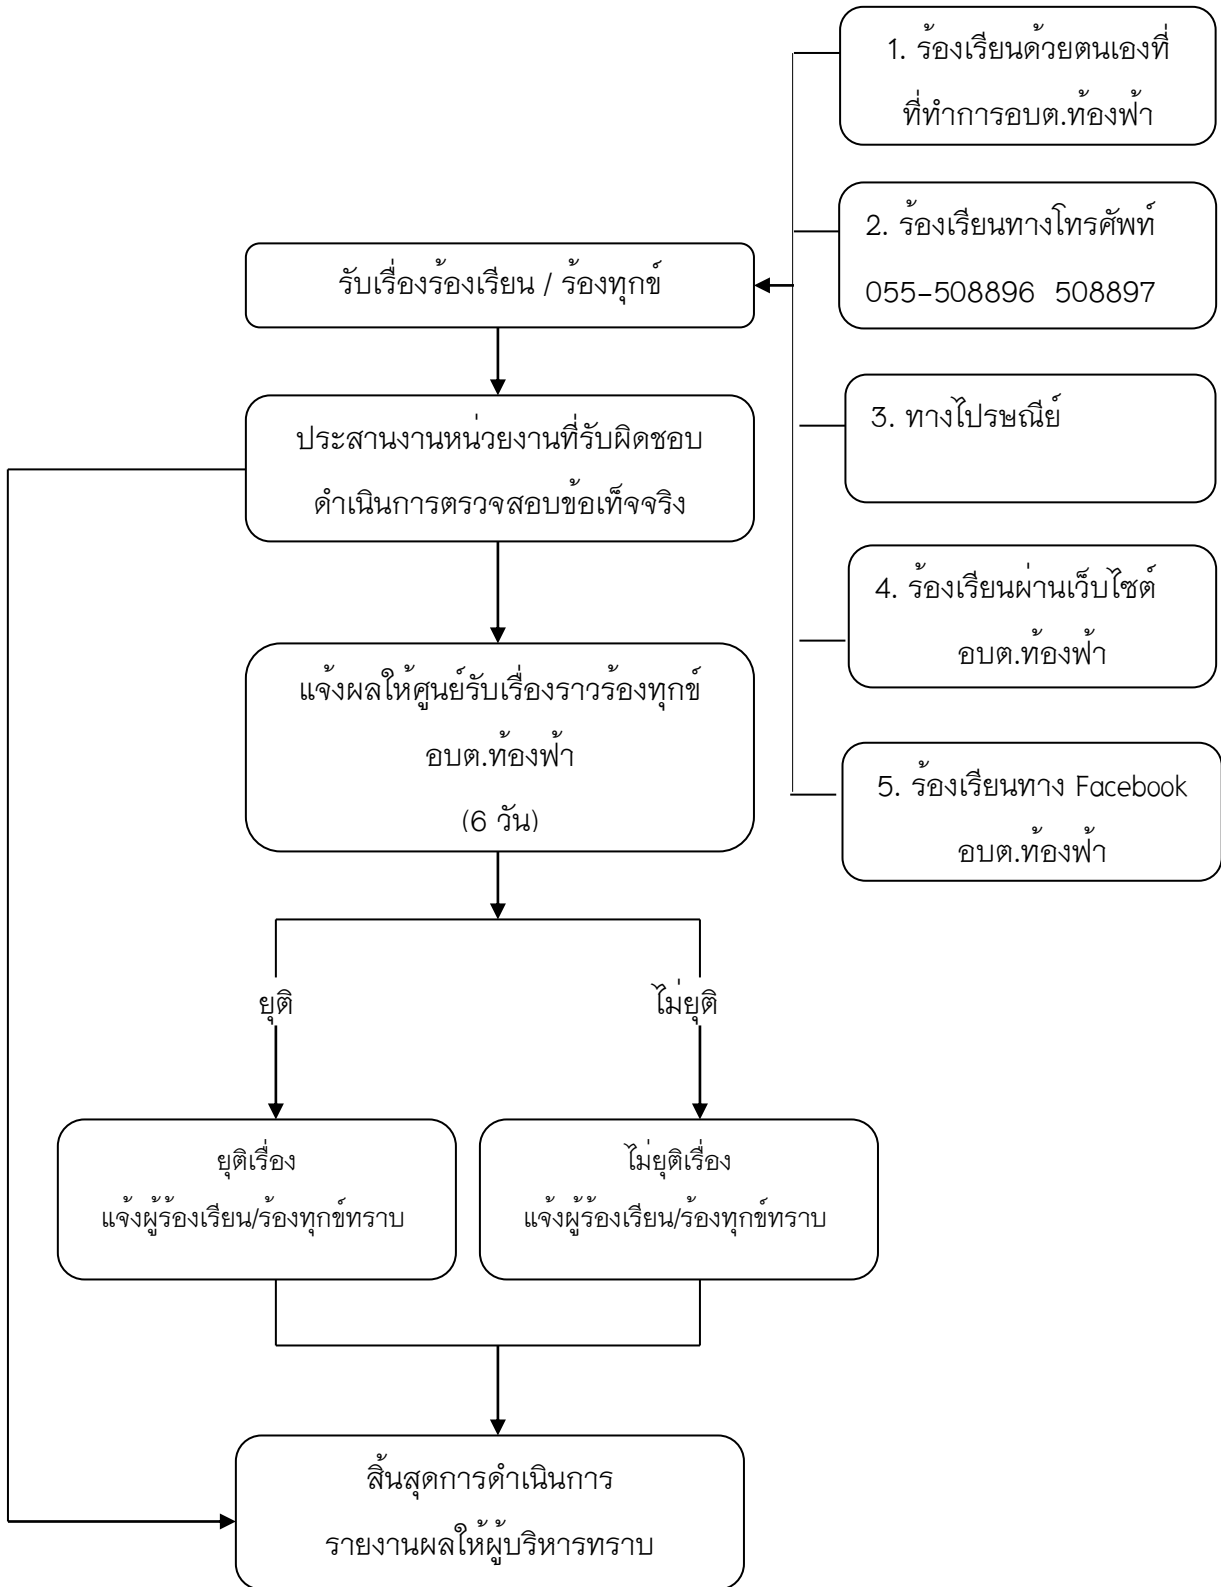 1. ร้องเรียนด้วยตนเองที่
ที่ทำการอบต.ท้องฟ้า
2. ร้องเรียนทางโทรศัพท์
055-508896 508897
3. ทางไปรษณีย์
4. ร้องเรียนผ่านเว็บไซต์
อบต.ท้องฟ้า
5. ร้องเรียนทาง Facebook
อบต.ท้องฟ้า
รับเรื่องร้องเรียน / ร้องทุกข์
ประสานงานหน่วยงานที่รับผิดชอบ
ดำเนินการตรวจสอบข้อเท็จจริง
แจ้งผลให้ศูนย์รับเรื่องราวร้องทุกข์
อบต.ท้องฟ้า
(6 วัน)
ยุติ
ไม่ยุติ
ยุติเรื่อง
แจ้งผู้ร้องเรียน/ร้องทุกข์ทราบ
ไม่ยุติเรื่อง
แจ้งผู้ร้องเรียน/ร้องทุกข์ทราบ
สิ้นสุดการดำเนินการ
รายงานผลให้ผู้บริหารทราบ